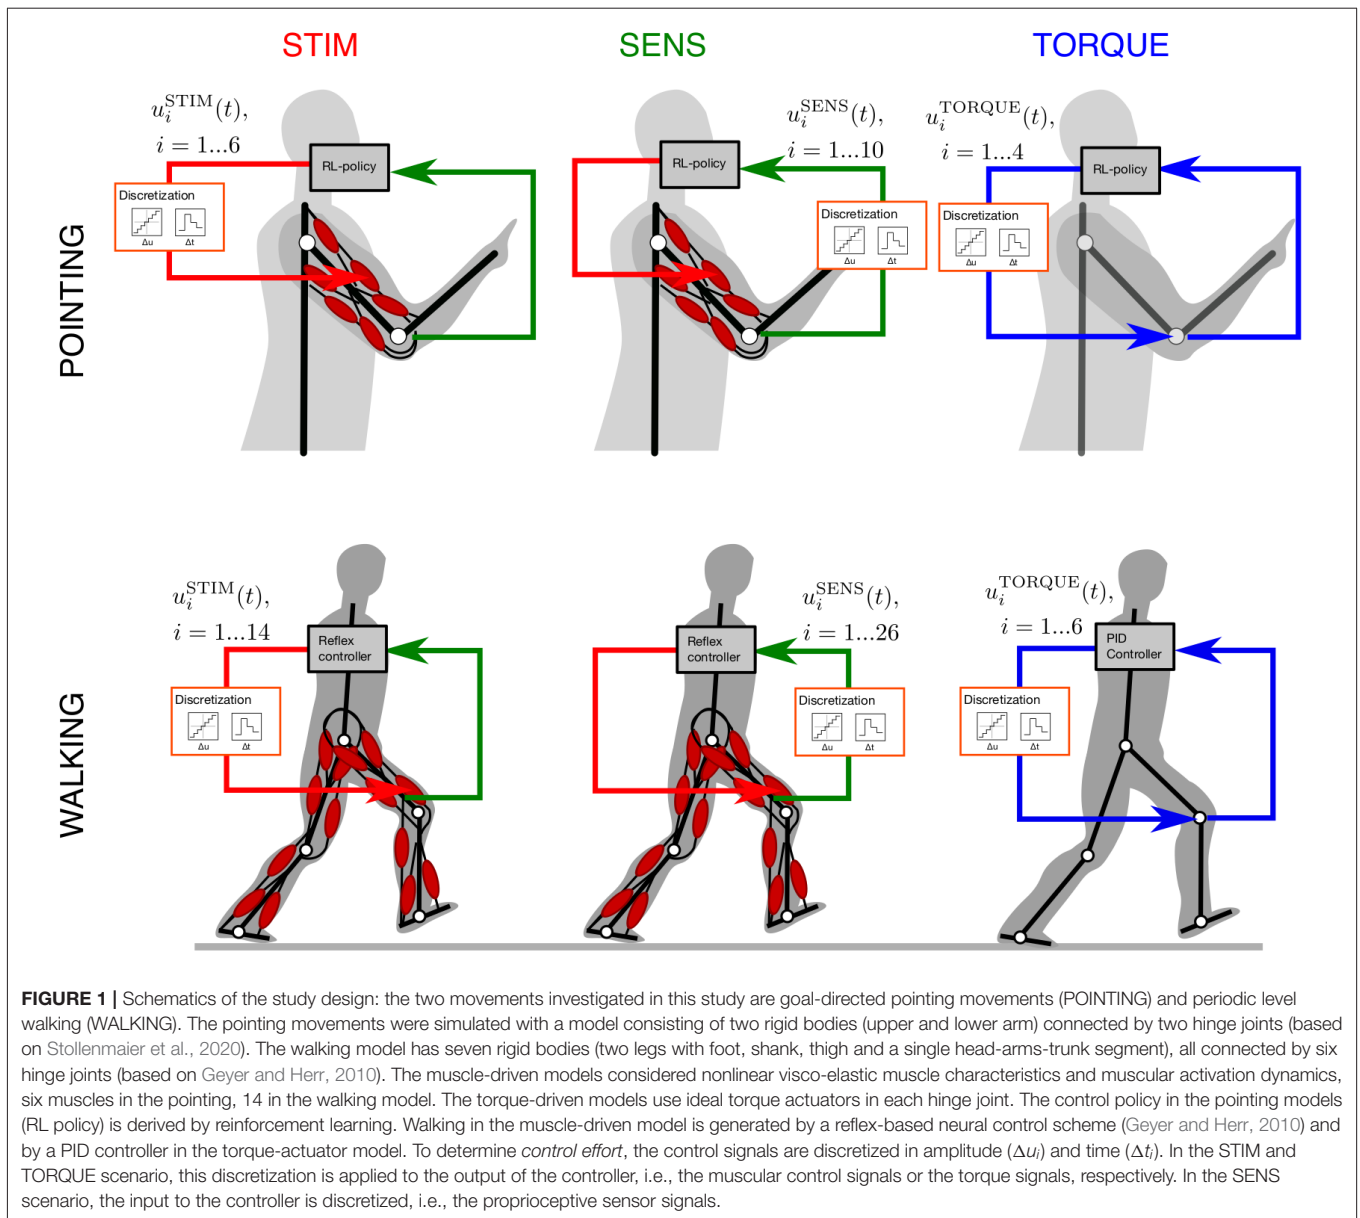 STIM
SENS
TORQUE
POINTING
u_i^STIM(t),
i = 1...6
RL-policy
Discretization
Δu Δt
u_i^SENS(t),
i = 1...10
RL-policy
Discretization
Δu Δt
u_i^TORQUE(t),
i = 1...4
RL-policy
Discretization
Δu Δt
WALKING
u_i^STIM(t),
i = 1...14
Reflex
controller
Discretization
Δu Δt
u_i^SENS(t),
i = 1...26
Reflex
controller
Discretization
Δu Δt
u_i^TORQUE(t),
i = 1...6
PID
Controller
Discretization
Δu Δt
FIGURE 1 | Schematics of the study design: the two movements investigated in this study are goal-directed pointing movements (POINTING) and periodic level
walking (WALKING). The pointing movements were simulated with a model consisting of two rigid bodies (upper and lower arm) connected by two hinge joints (based
on Stollenmaier et al., 2020). The walking model has seven rigid bodies (two legs with foot, shank, thigh and a single head-arms-trunk segment), all connected by six
hinge joints (based on Geyer and Herr, 2010). The muscle-driven models considered nonlinear visco-elastic muscle characteristics and muscular activation dynamics,
six muscles in the pointing, 14 in the walking model. The torque-driven models use ideal torque actuators in each hinge joint. The control policy in the pointing models
(RL policy) is derived by reinforcement learning. Walking in the muscle-driven model is generated by a reflex-based neural control scheme (Geyer and Herr, 2010) and
by a PID controller in the torque-actuator model. To determine control effort, the control signals are discretized in amplitude (Δu_i) and time (Δt_i). In the STIM and
TORQUE scenario, this discretization is applied to the output of the controller, i.e., the muscular control signals or the torque signals, respectively. In the SENS
scenario, the input to the controller is discretized, i.e., the proprioceptive sensor signals.